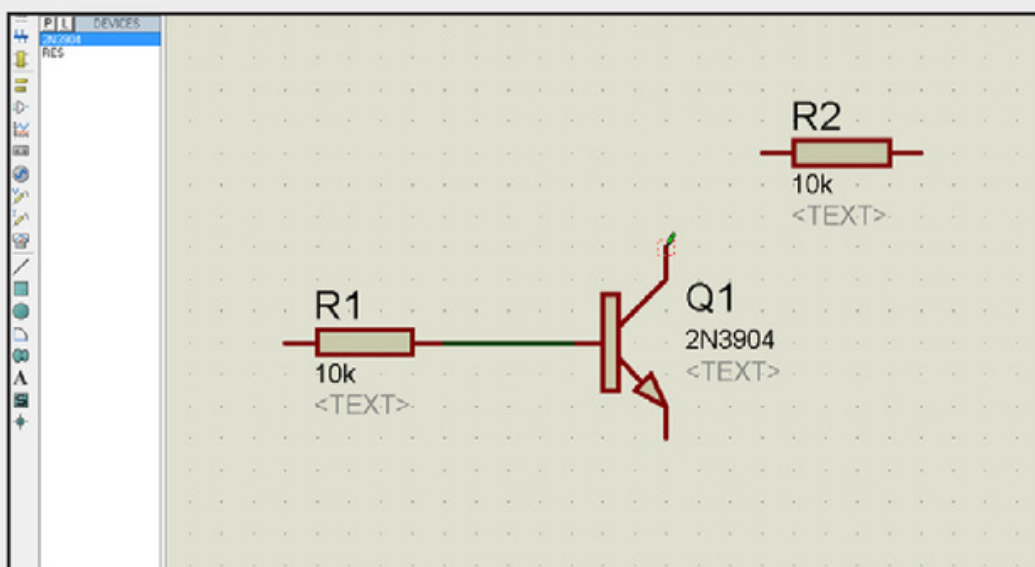 P L DEVICES
2N3904
RES
R2
10k
<TEXT>
R1
10k
<TEXT>
Q1
2N3904
<TEXT>
A
S